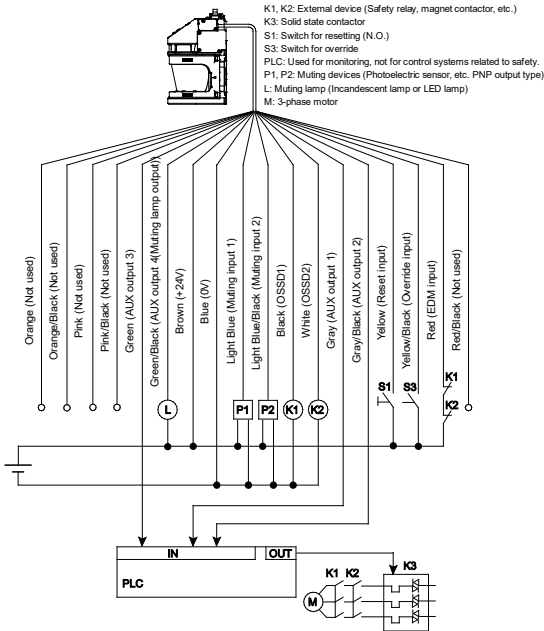 K1, K2: External device (Safety relay, magnet contactor, etc.)
K3: Solid state contactor
S1: Switch for resetting (N.O.)
S3: Switch for override
PLC: Used for monitoring, not for control systems related to safety.
P1, P2: Muting devices (Photoelectric sensor, etc. PNP output type)
L: Muting lamp (Incandescent lamp or LED lamp)
M: 3-phase motor
Orange (Not used)
Orange/Black (Not used)
Pink (Not used)
Pink/Black (Not used)
Green (AUX output 3)
Green/Black (AUX output 4(Muting lamp output))
Brown (+24V)
Blue (0V)
Light Blue (Muting input 1)
Light Blue/Black (Muting input 2)
Black (OSSD1)
White (OSSD2)
Gray (AUX output 1)
Gray/Black (AUX output 2)
Yellow (Reset input)
Yellow/Black (Override input)
Red (EDM input)
Red/Black (Not used)
L
P1
P2
K1
K2
S1
S3
K1
K2
IN
OUT
PLC
K1
K2
K3
M